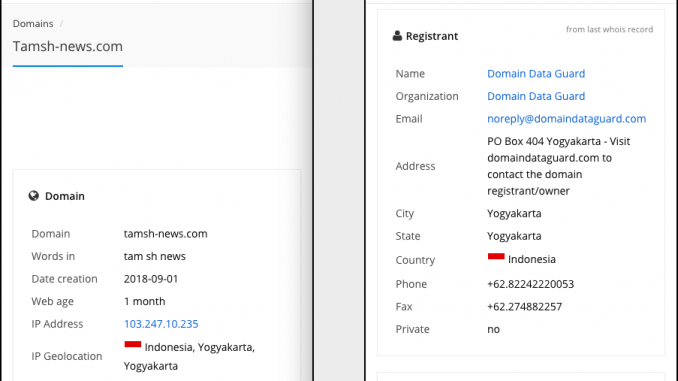 Domains /
Tamsh-news.com
Domain
Domain tamsh-news.com
Words in tam sh news
Date creation 2018-09-01
Web age 1 month
IP Address 103.247.10.235
IP Geolocation Indonesia, Yogyakarta,
Yogyakarta
Registrant from last whois record
Name Domain Data Guard
Organization Domain Data Guard
Email noreply@domaindataguard.com
Address PO Box 404 Yogyakarta - Visit
domaindataguard.com to
contact the domain
registrant/owner
City Yogyakarta
State Yogyakarta
Country Indonesia
Phone +62.82242220053
Fax +62.274882257
Private no